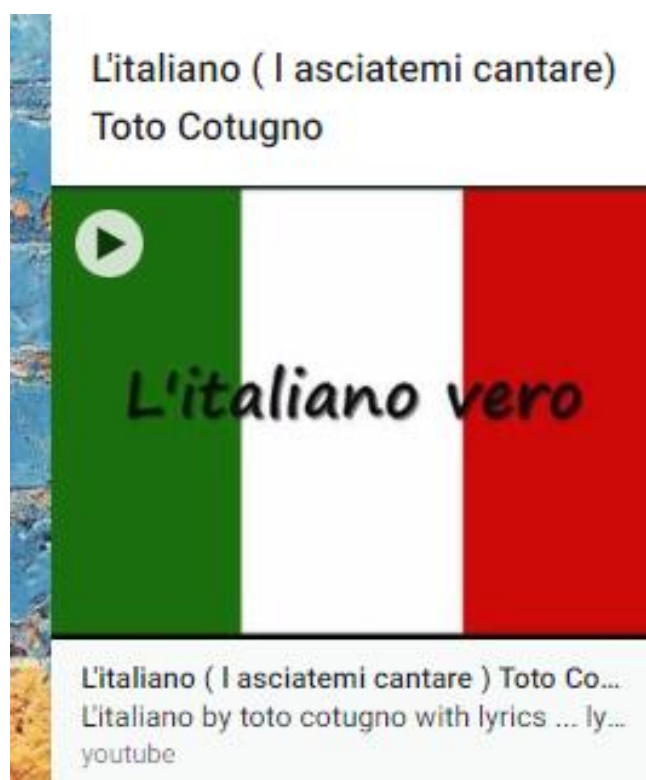 L'italiano ( l asciatemi cantare)
Toto Cotugno
L'italiano vero
L'italiano ( l asciatemi cantare ) Toto Co...
L'italiano by toto cotugno with lyrics ... ly...
youtube